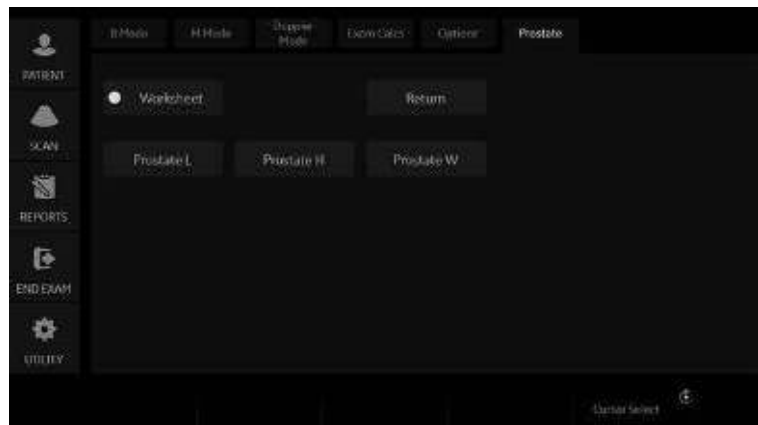 B Mode
M Mode
Doppler
Mode
Exam Calcs
Options
Prostate
PATIENT
SCAN
REPORTS
END EXAM
UTILITY
Worksheet
Return
Prostate L
Prostate H
Prostate W
Cursor Select